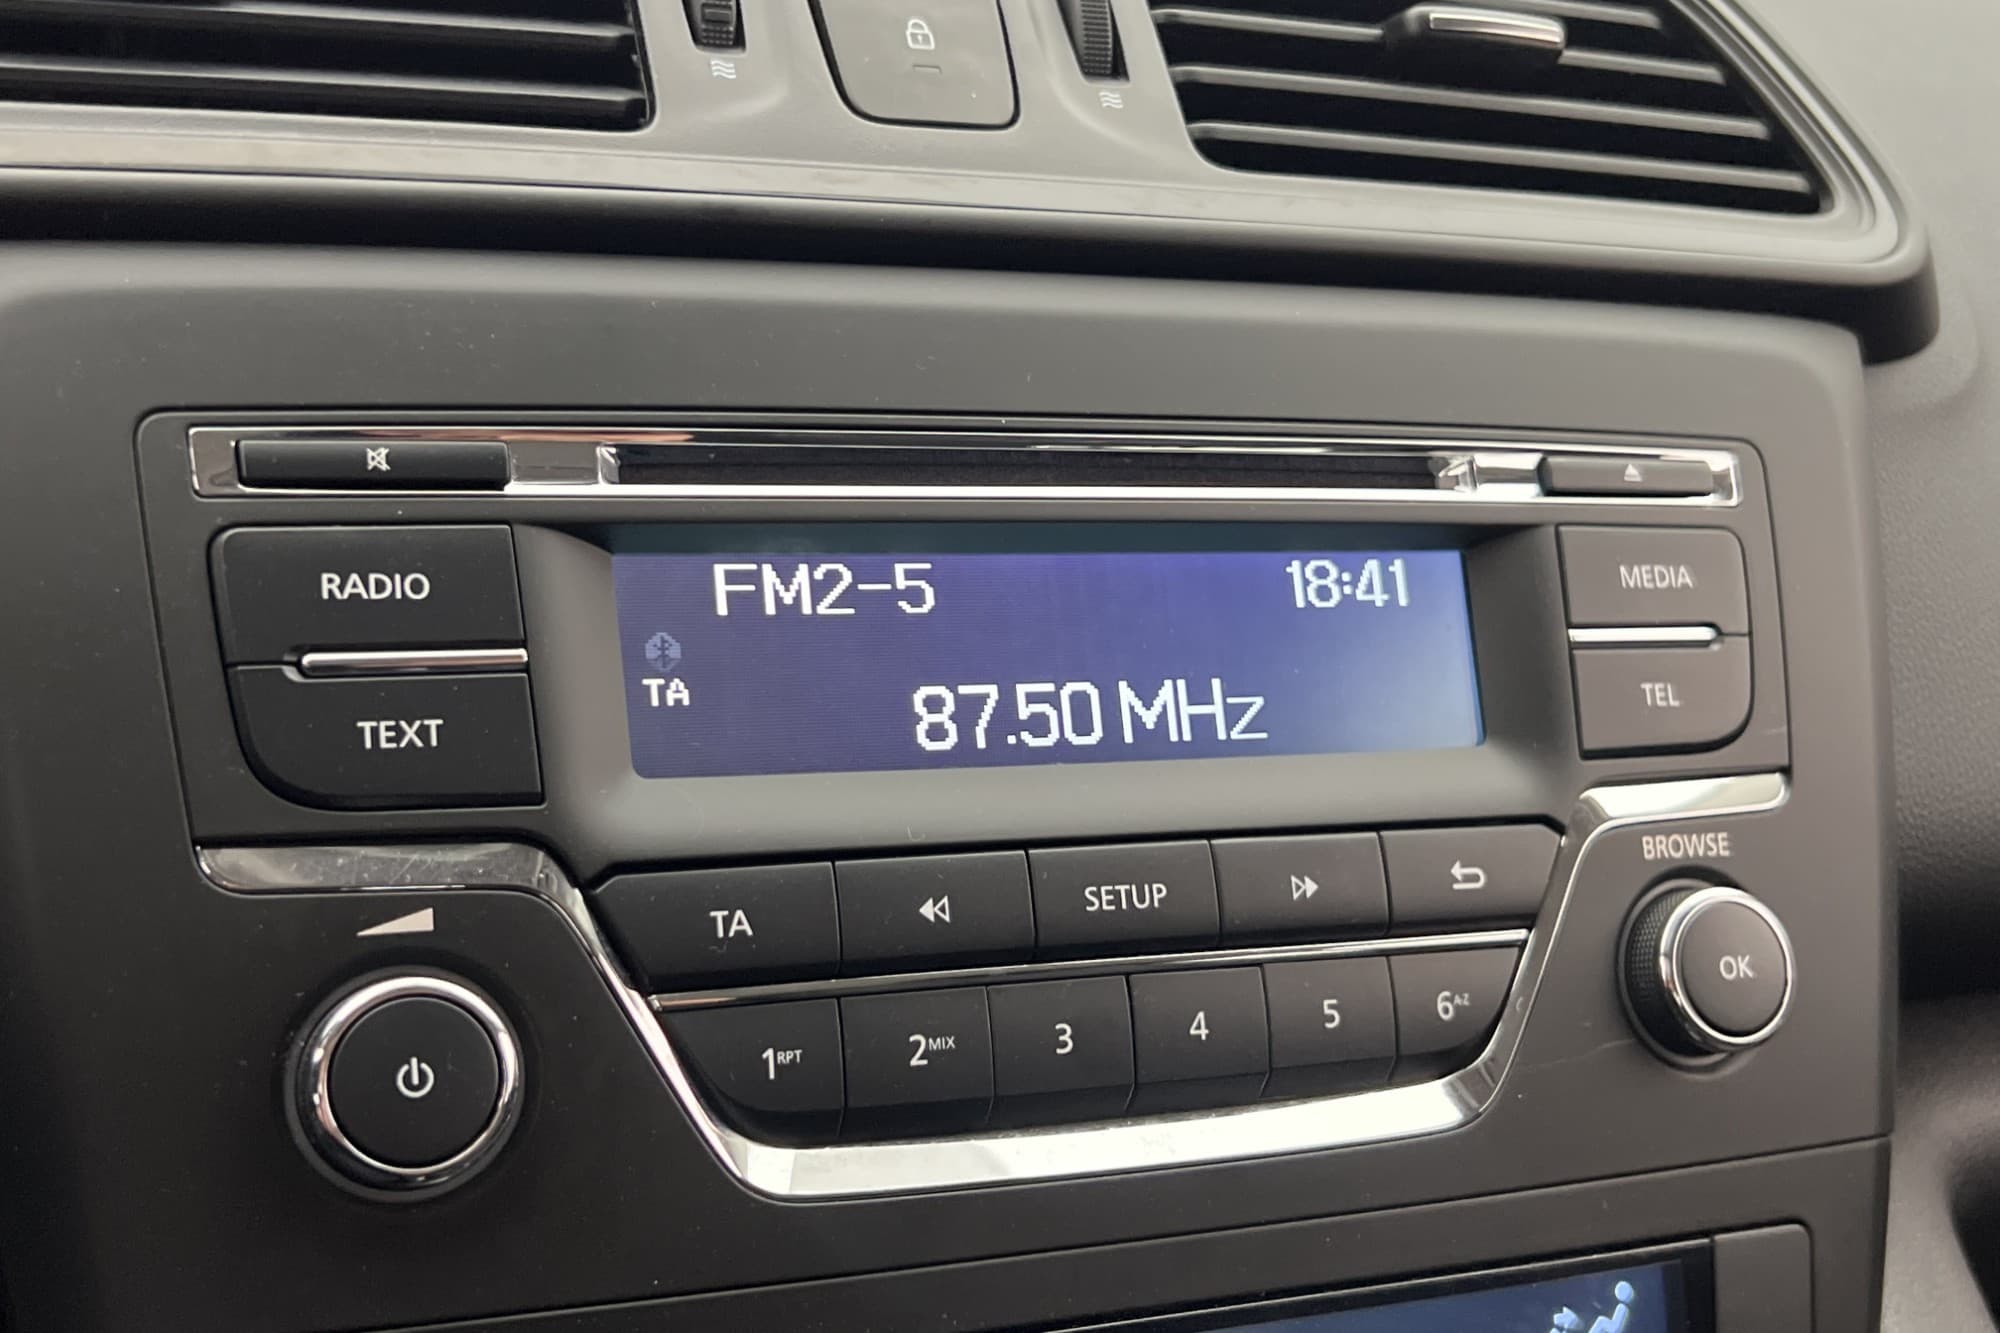 RADIO
TEXT
FM2-5 18:41
TA
87.50 MHz
MEDIA
TEL
BROWSE
TA SETUP
OK
1RPT 2MIX 3 4 5 6A-Z